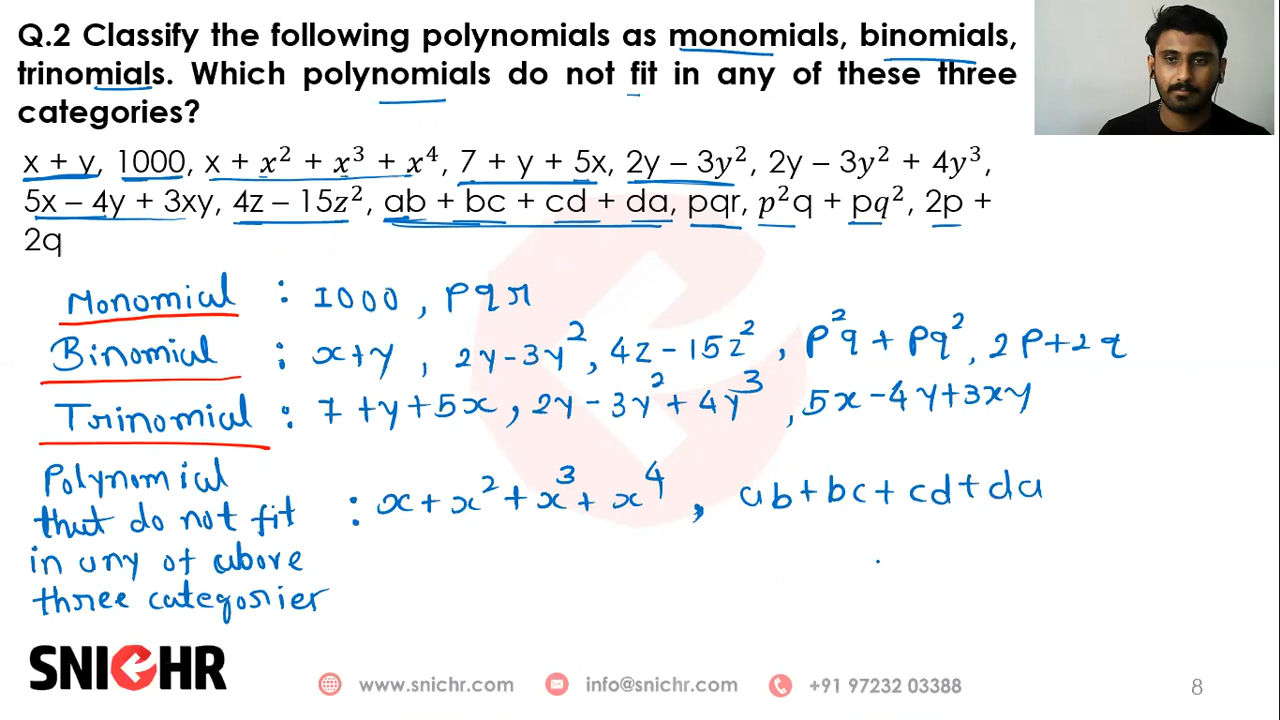 Q.2 Classify the following polynomials as monomials, binomials,
trinomials. Which polynomials do not fit in any of these three
categories?
x + y, 1000, x + x² + x³ + x⁴, 7 + y + 5x, 2y – 3y², 2y – 3y² + 4y³,
5x – 4y + 3xy, 4z – 15z², ab + bc + cd + da, pqr, p²q + pq², 2p +
2q
Monomial : 1000, pqr
Binomial : x+y, 2y-3y², 4z-15z², p²q+pq², 2p+2q
Trinomial : 7+y+5x, 2y-3y²+4y³, 5x-4y+3xy
Polynomial
that do not fit : x+x²+x³+x⁴, ab+bc+cd+da
in any of above
three categories
SNICHR
www.snichr.com info@snichr.com +91 97232 03388 8